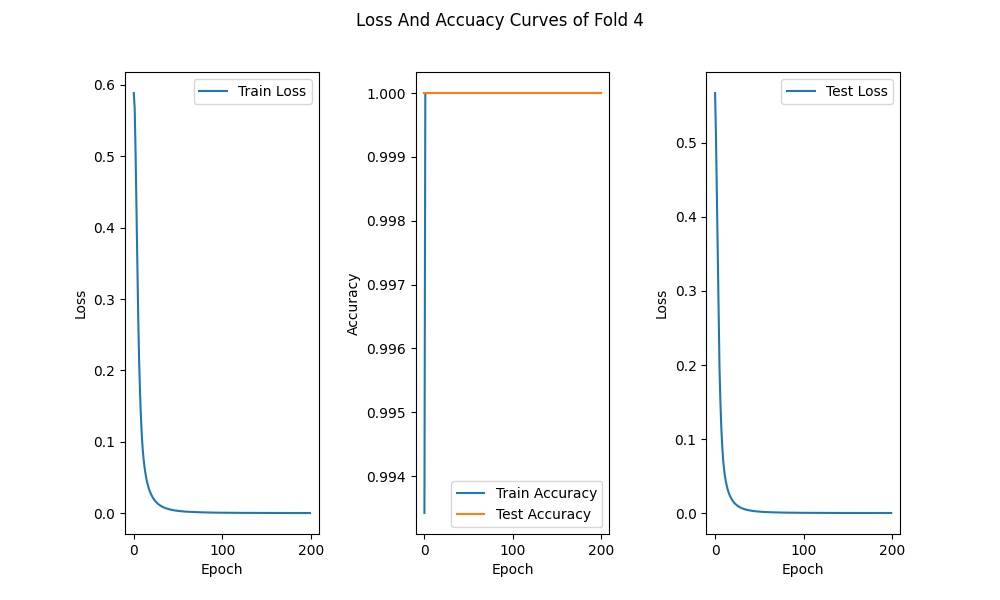 Loss And Accuacy Curves of Fold 4
0.6
0.5
0.4
0.3
0.2
0.1
0.0
Loss
Train Loss
0 100 200
Epoch
1.000
0.999
0.998
0.997
0.996
0.995
0.994
Accuracy
Train Accuracy
Test Accuracy
0 100 200
Epoch
0.5
0.4
0.3
0.2
0.1
0.0
Loss
Test Loss
0 100 200
Epoch